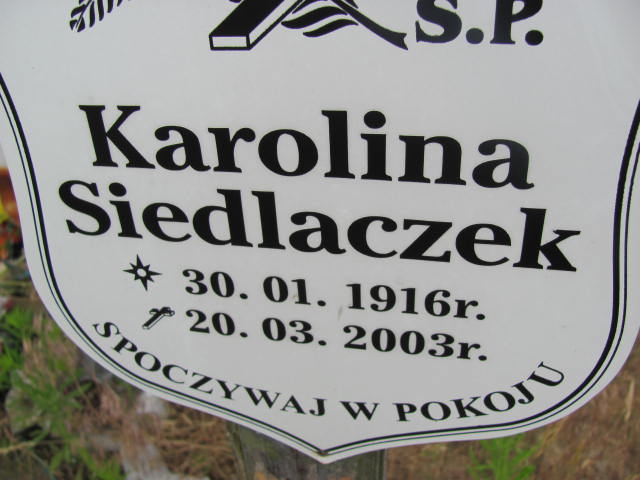 S.P.
Karolina
Siedlaczek
30. 01. 1916r.
20. 03. 2003r.
SPOCZYWAJ W POKOJU